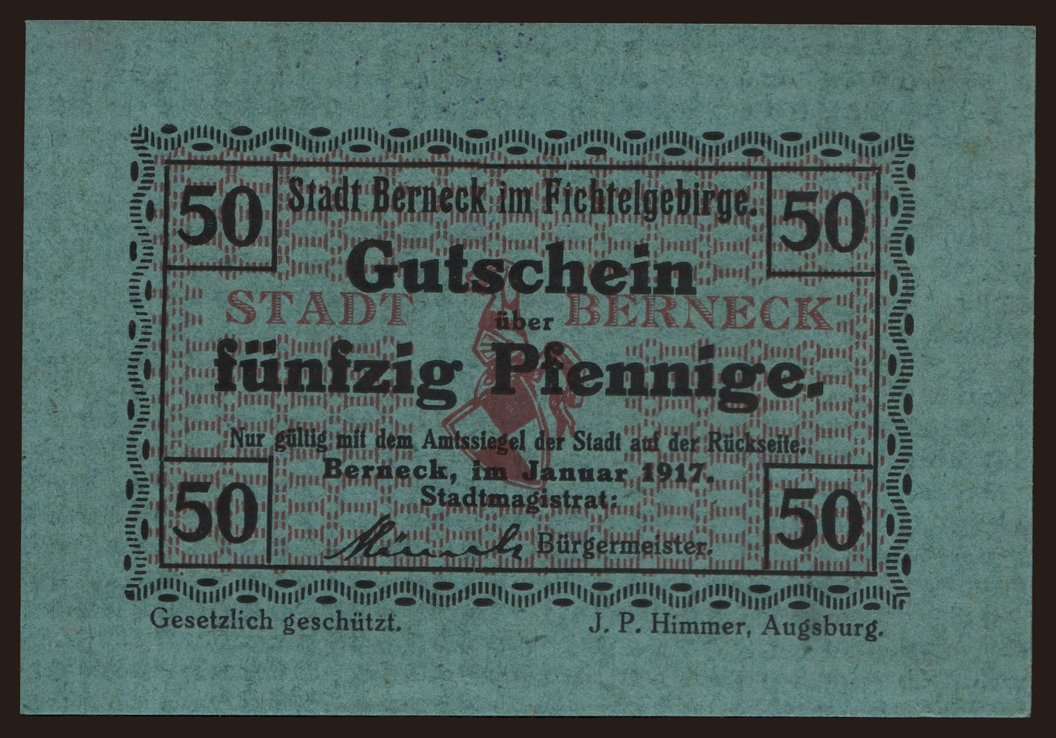 50 Stadt Berneck im Fichtelgebirge. 50
Gutschein
STADT BERNECK
über
fünfzig Pfennige.
Nur gültig mit dem Amtssiegel der Stadt auf der Rückseite.
Berneck, im Januar 1917.
Stadtmagistrat:
50 50
Bürgermeister.
Gesetzlich geschützt. J. P. Himmer, Augsburg.